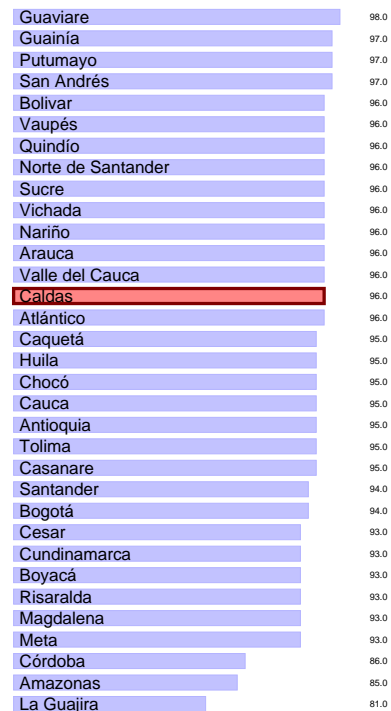 Guaviare 98.0
Guainía 97.0
Putumayo 97.0
San Andrés 97.0
Bolivar 96.0
Vaupés 96.0
Quindío 96.0
Norte de Santander 96.0
Sucre 96.0
Vichada 96.0
Nariño 96.0
Arauca 96.0
Valle del Cauca 96.0
Caldas 96.0
Atlántico 96.0
Caquetá 95.0
Huila 95.0
Chocó 95.0
Cauca 95.0
Antioquia 95.0
Tolima 95.0
Casanare 95.0
Santander 94.0
Bogotá 94.0
Cesar 93.0
Cundinamarca 93.0
Boyacá 93.0
Risaralda 93.0
Magdalena 93.0
Meta 93.0
Córdoba 86.0
Amazonas 85.0
La Guajira 81.0